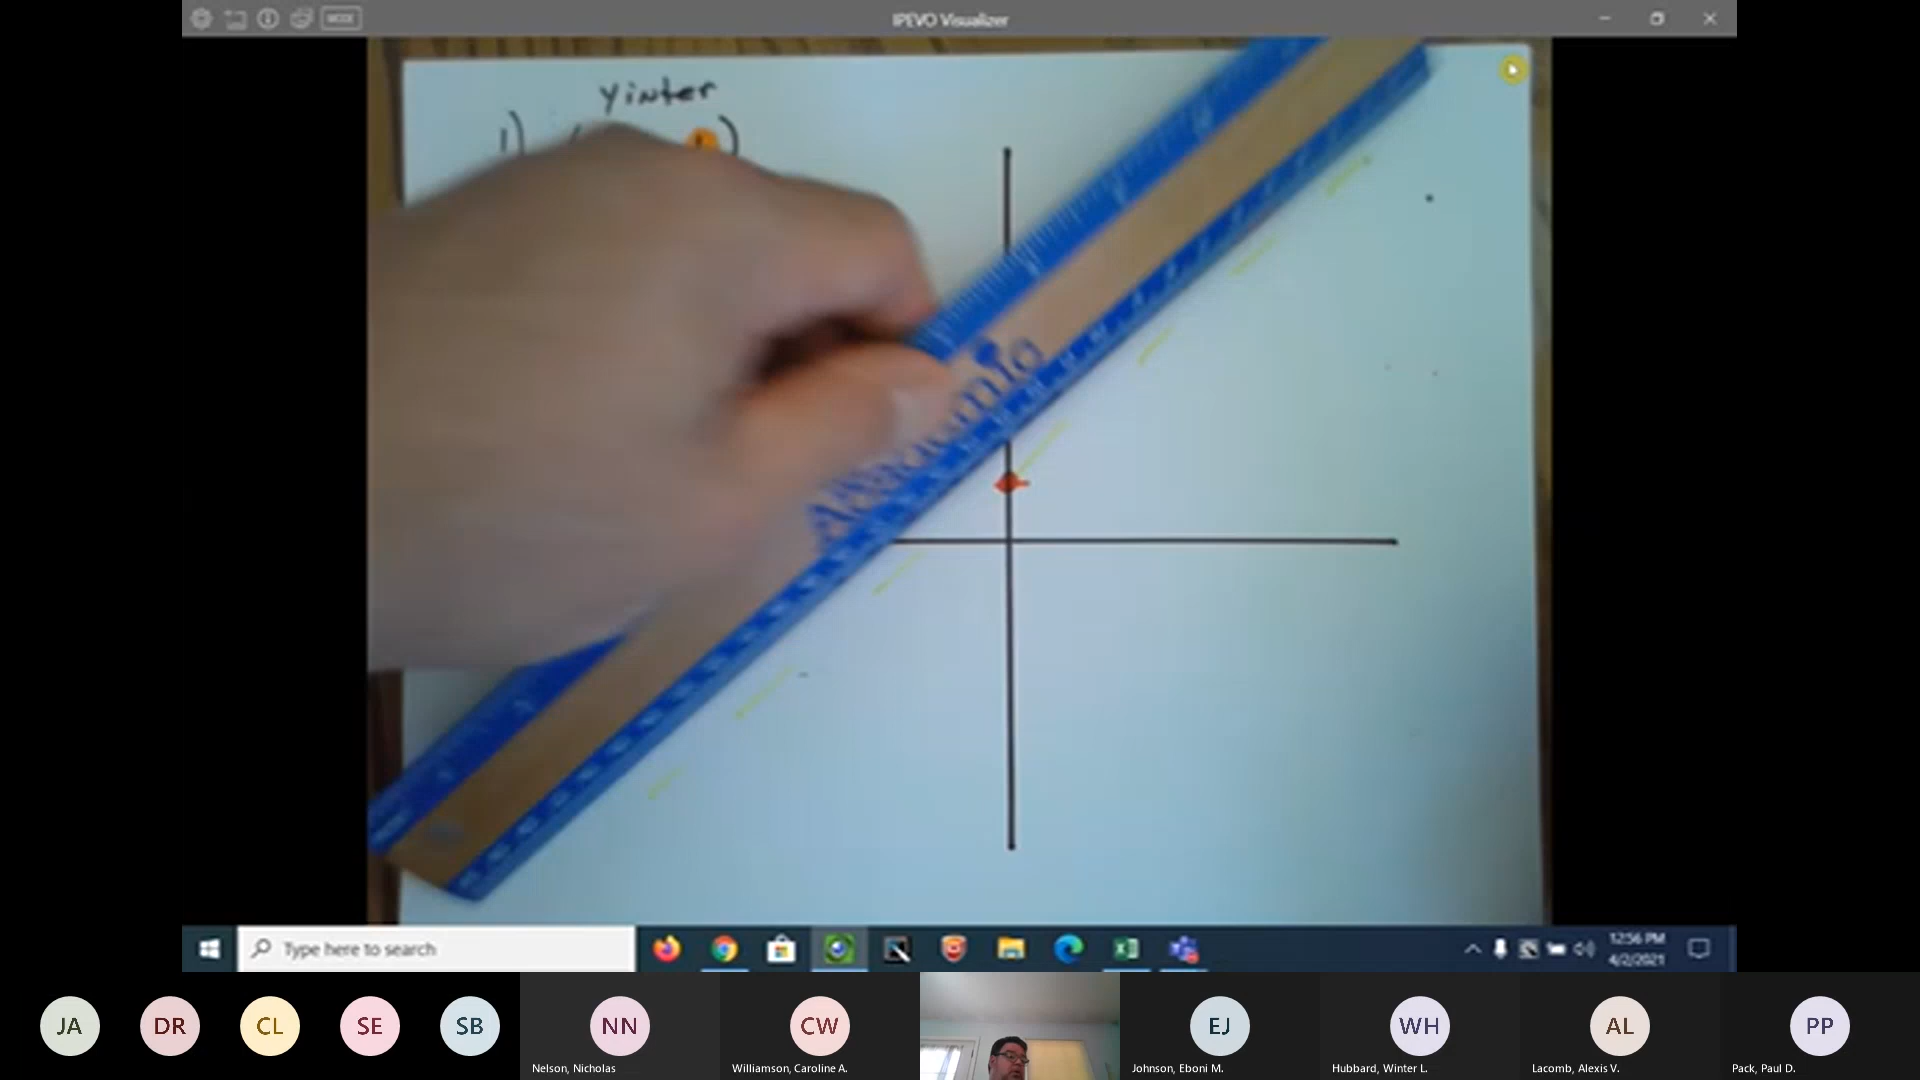 MODE
IPEVO Visualizer
yinter
1) ( )
Type here to search
12:56 PM
4/2/2021
JA
DR
CL
SE
SB
NN
CW
EJ
WH
AL
PP
Nelson, Nicholas
Williamson, Caroline A.
Johnson, Eboni M.
Hubbard, Winter L.
Lacomb, Alexis V.
Pack, Paul D.